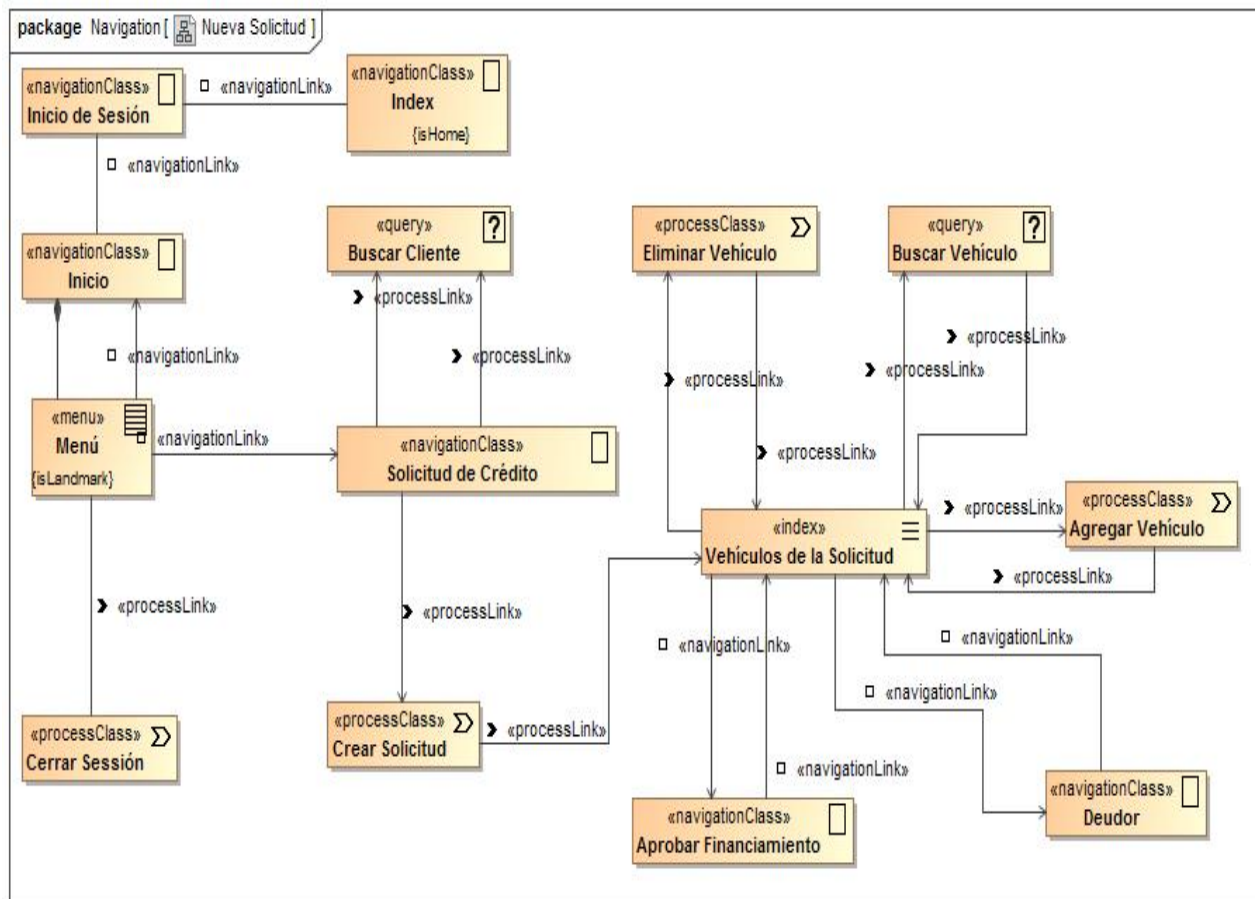 package Navigation [ Nueva Solicitud ]
«navigationClass»
Inicio de Sesión
«navigationLink»
«navigationClass»
Index
{isHome}
«navigationLink»
«navigationClass»
Inicio
«query»
Buscar Cliente
«processClass»
Eliminar Vehículo
«query»
Buscar Vehículo
«processLink»
«navigationLink»
«processLink»
«processLink»
«processLink»
«processLink»
«menu»
Menú
{isLandmark}
«navigationLink»
«navigationClass»
Solicitud de Crédito
«processLink»
«index»
Vehículos de la Solicitud
«processLink»
«processClass»
Agregar Vehículo
«processLink»
«processLink»
«processLink»
«navigationLink»
«navigationLink»
«navigationLink»
«processClass»
Cerrar Sessión
«processClass»
Crear Solicitud
«processLink»
«navigationLink»
«navigationClass»
Aprobar Financiamiento
«navigationClass»
Deudor